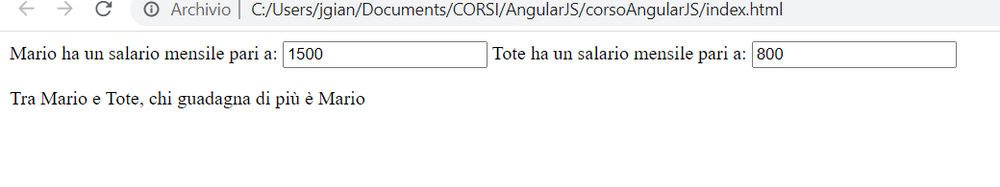 Archivio | C:/Users/jgian/Documents/CORSI/AngularJS/corsoAngularJS/index.html
Mario ha un salario mensile pari a: 1500 Tote ha un salario mensile pari a: 800
Tra Mario e Tote, chi guadagna di più è Mario